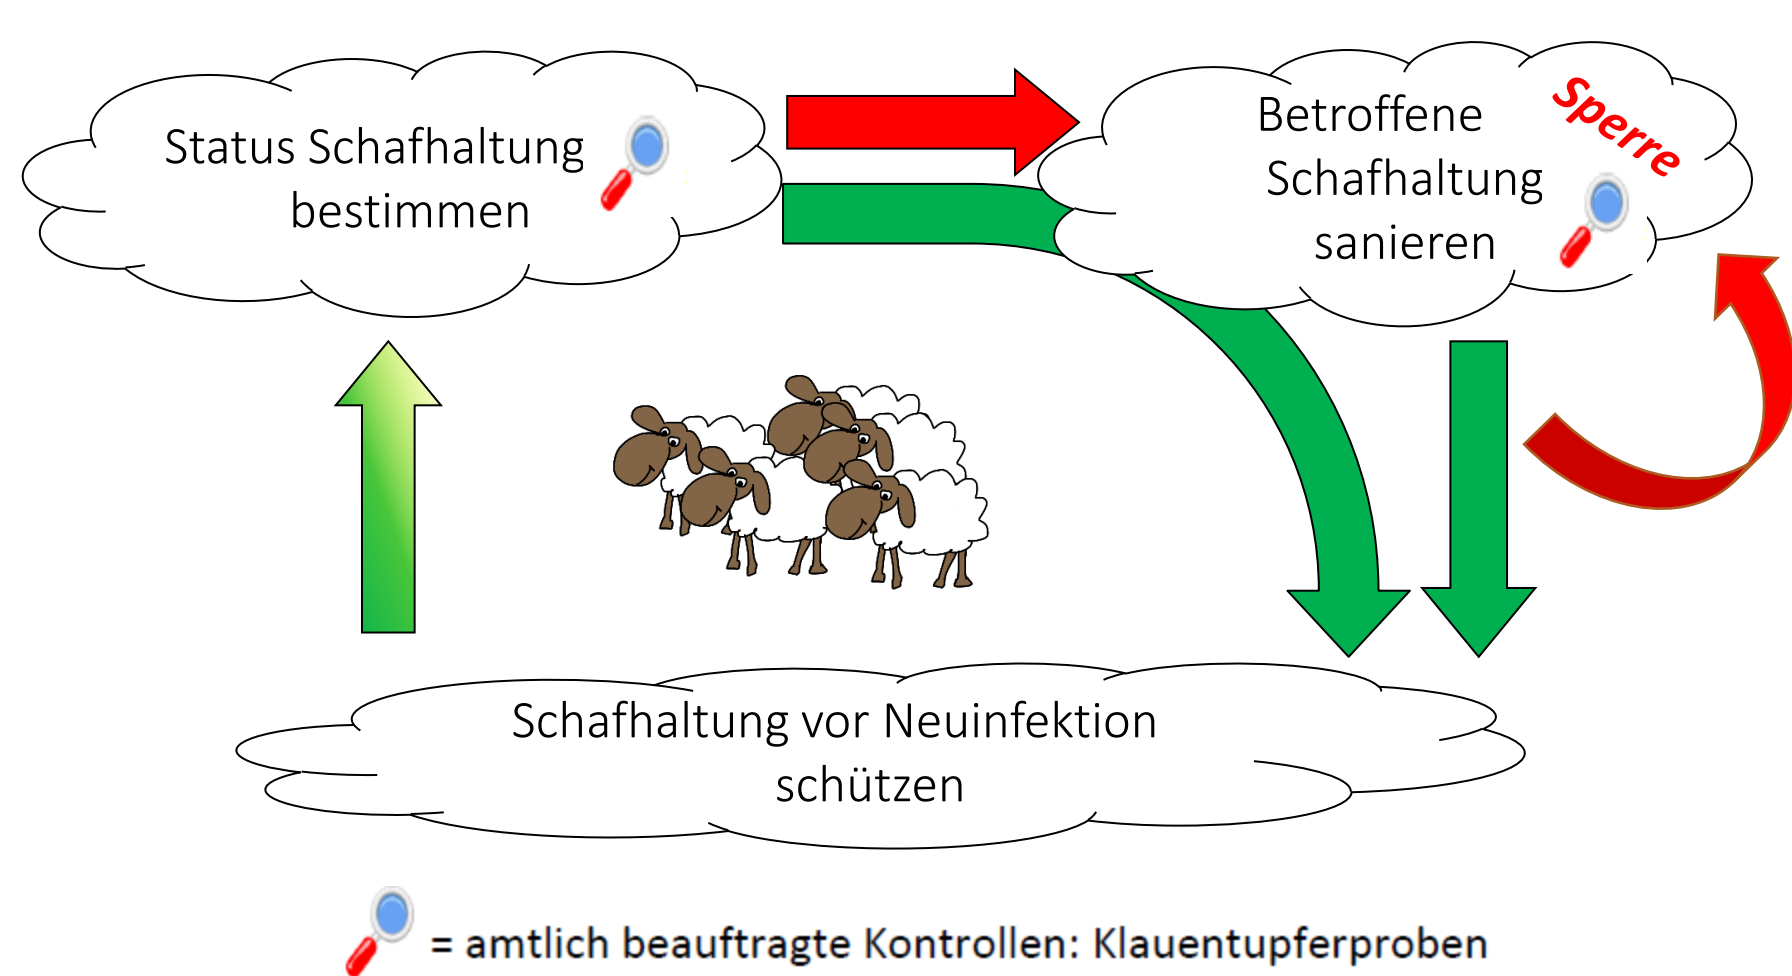 Status Schafhaltung
bestimmen
Betroffene
Schafhaltung
sanieren
Sperre
Schafhaltung vor Neuinfektion
schützen
= amtlich beauftragte Kontrollen: Klauentupferproben